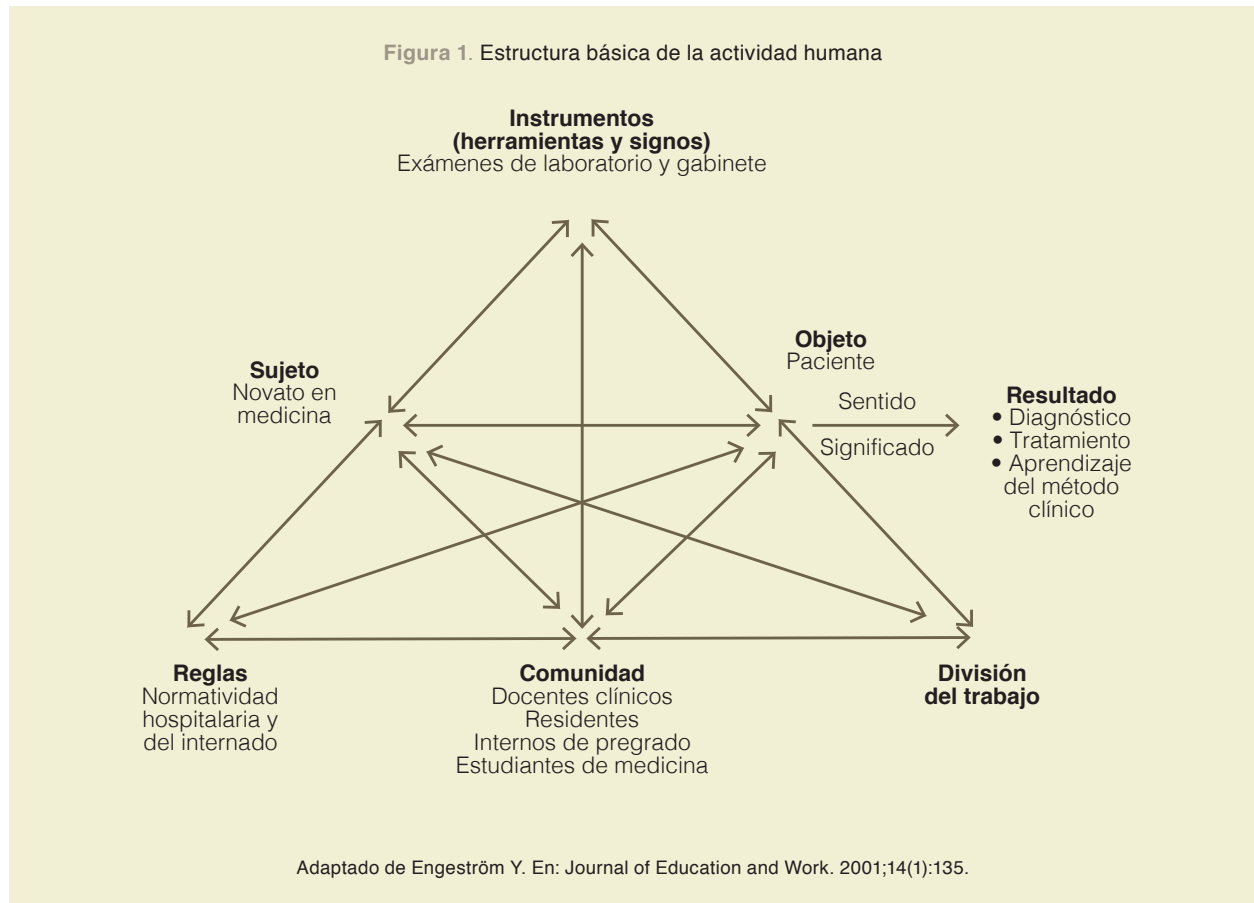 Figura 1. Estructura básica de la actividad humana
Instrumentos
(herramientas y signos)
Exámenes de laboratorio y gabinete
Sujeto
Novato en
medicina
Objeto
Paciente
Sentido
Significado
Resultado
• Diagnóstico
• Tratamiento
• Aprendizaje
del método
clínico
Reglas
Normatividad
hospitalaria y
del internado
Comunidad
Docentes clínicos
Residentes
Internos de pregrado
Estudiantes de medicina
División
del trabajo
Adaptado de Engeström Y. En: Journal of Education and Work. 2001;14(1):135.